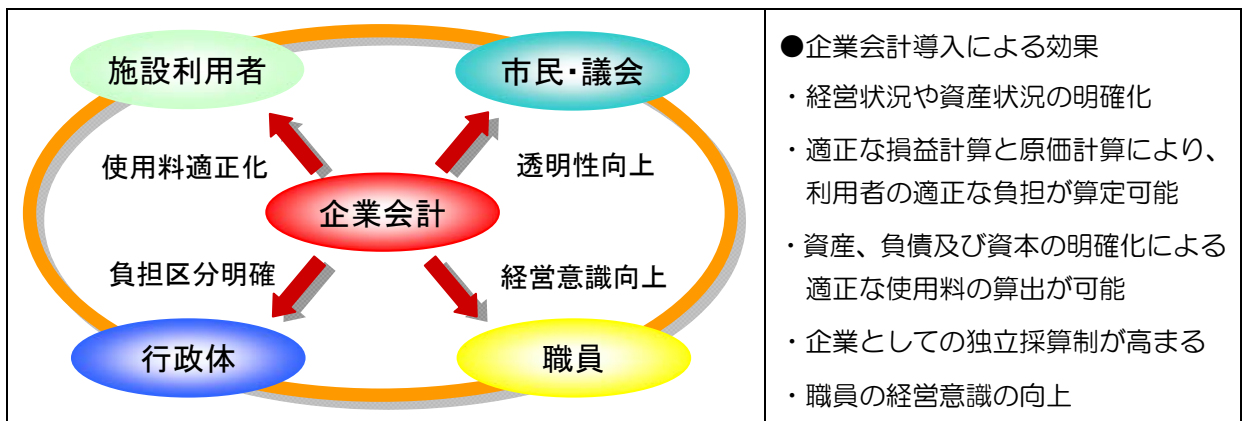 施設利用者
市民・議会
使用料適正化
透明性向上
企業会計
負担区分明確
経営意識向上
行政体
職員
●企業会計導入による効果
・経営状況や資産状況の明確化
・適正な損益計算と原価計算により、
利用者の適正な負担が算定可能
・資産、負債及び資本の明確化による
適正な使用料の算出が可能
・企業としての独立採算制が高まる
・職員の経営意識の向上